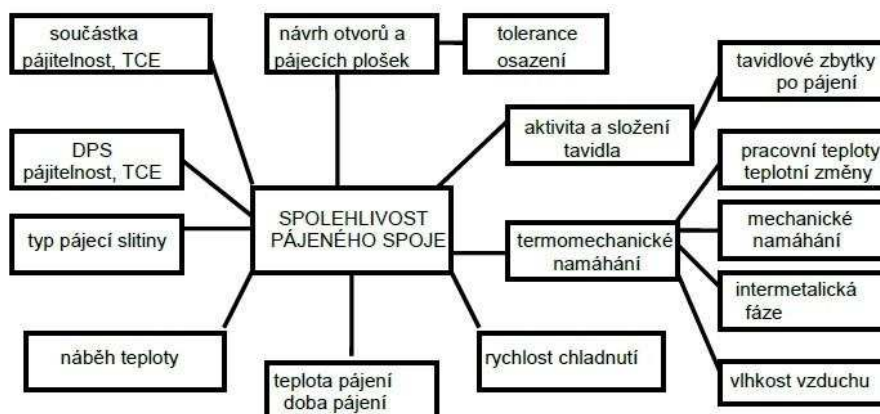 součástka
pájitelnost, TCE
návrh otvorů a
pájecích plošek
tolerance
osazení
tavidlové zbytky
po pájení
aktivita a složení
tavidla
DPS
pájitelnost, TCE
pracovní teploty
teplotní změny
SPOLEHLIVOST
PÁJENÉHO SPOJE
typ pájecí slitiny
termomechanické
namáhání
mechanické
namáhání
intermetalická
fáze
náběh teploty
teplota pájení
doba pájení
rychlost chladnutí
vlhkost vzduchu